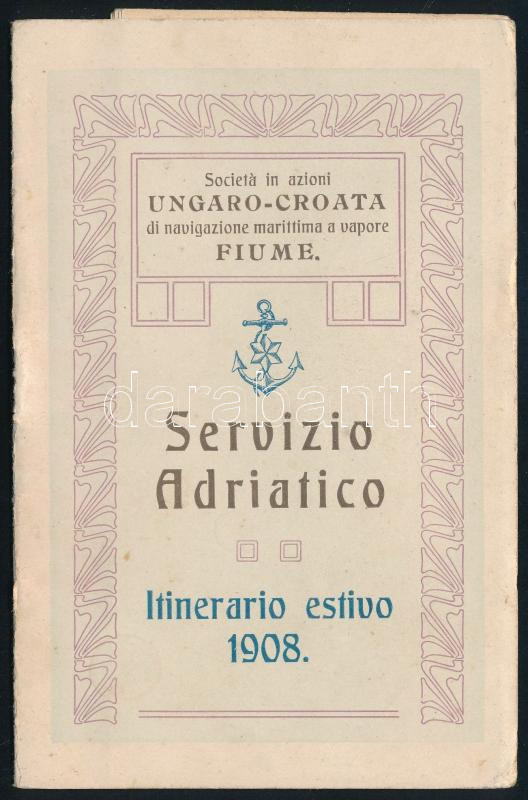 Società in azioni
UNGARO-CROATA
di navigazione marittima a vapore
FIUME.
darabanth
Servizio
Adriatico
Itinerario estivo
1908.